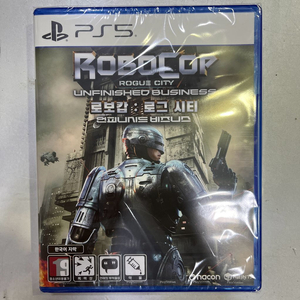 PS5
ROBOCOP
ROGUE CITY
UNFINISHED BUSINESS
로보캅 로그 시티
언피니시드 비즈니스
한국어 자막
nacon